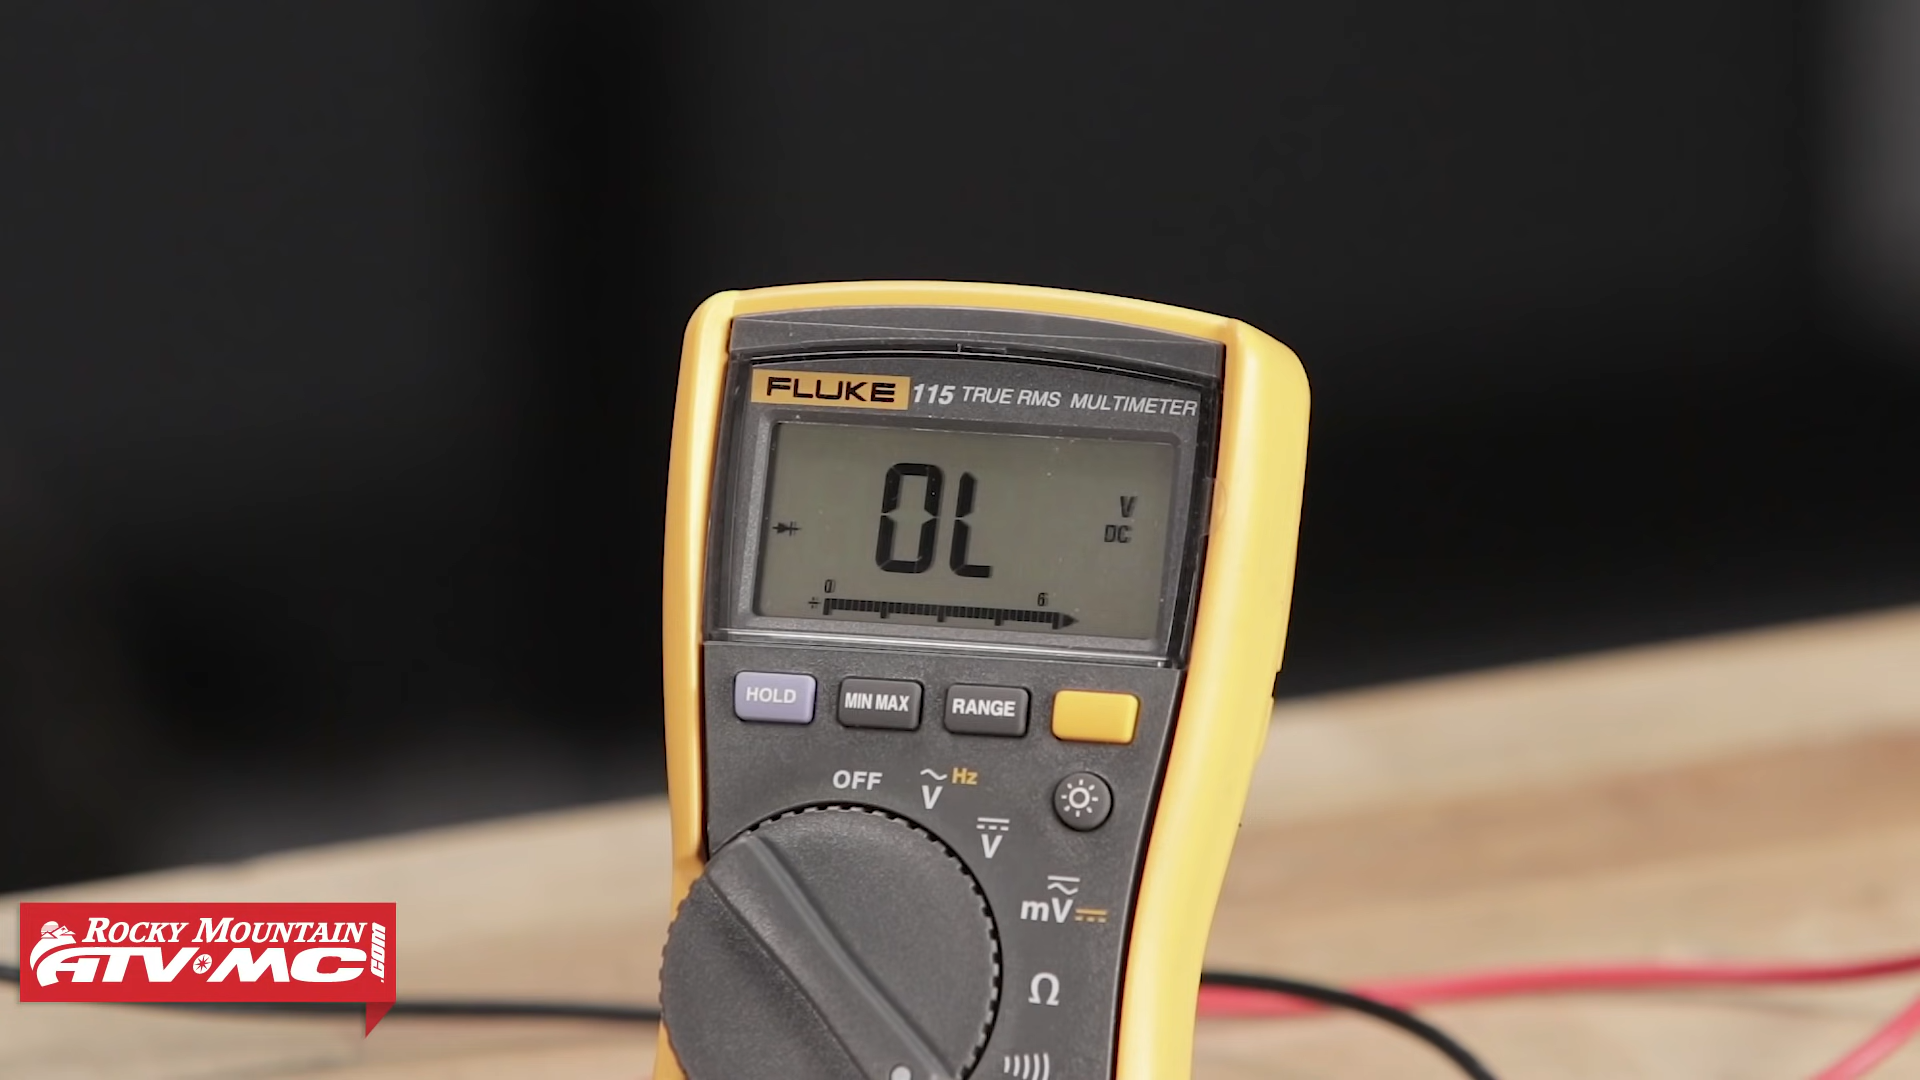 FLUKE 115 TRUE RMS MULTIMETER
OL
V
DC
0 6
HOLD MIN MAX RANGE
OFF V Hz
V
mV
Ω
ROCKY MOUNTAIN
ATV•MC
.COM